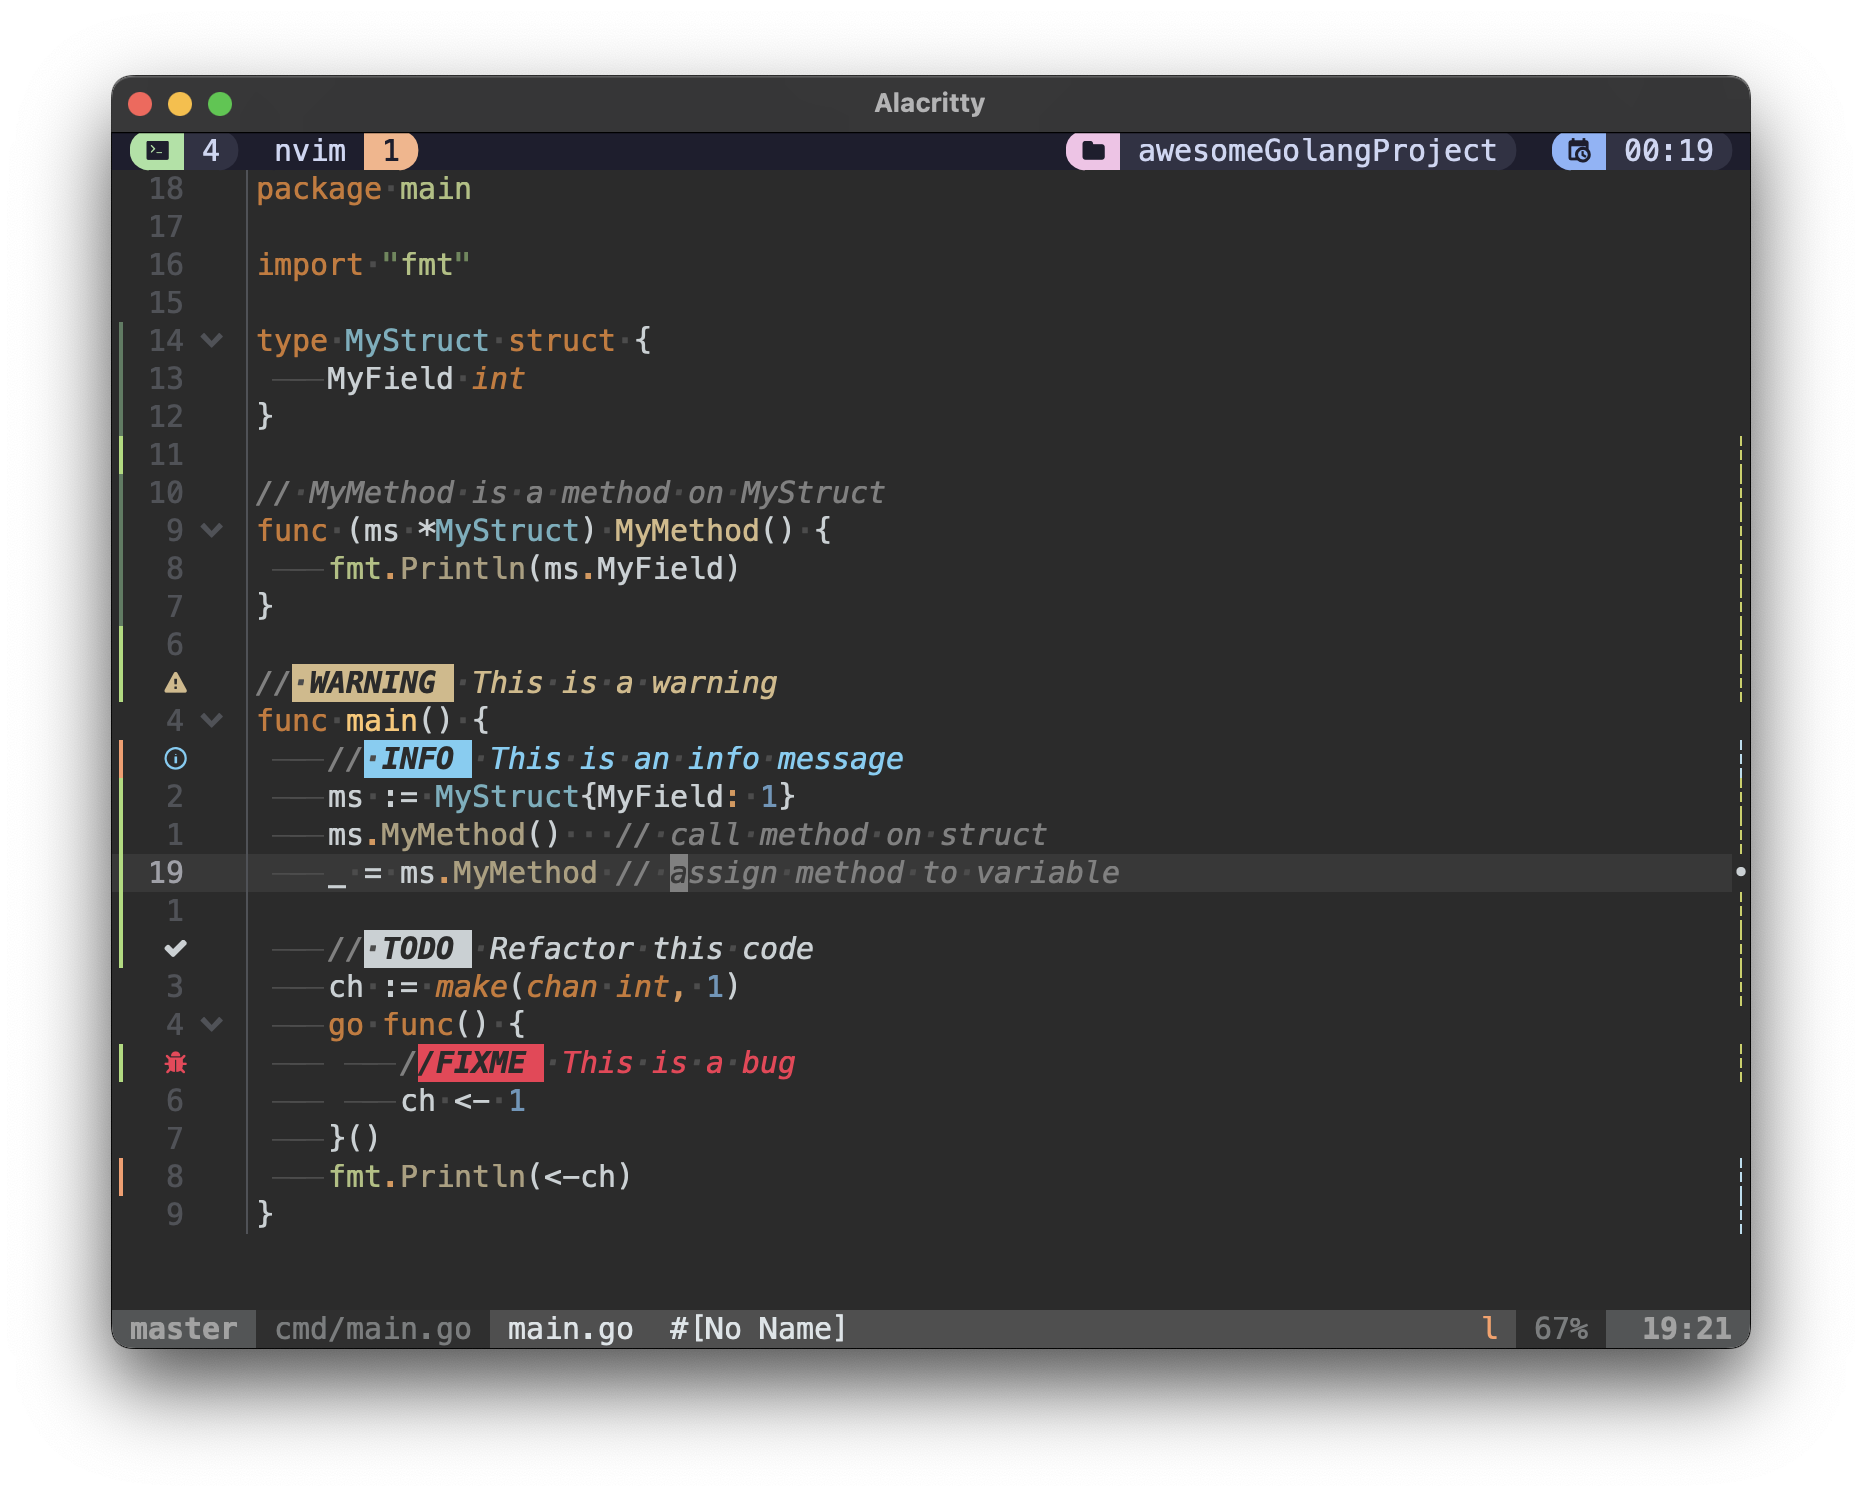 Alacritty
4 nvim 1 awesomeGolangProject 00:19
18 package main
17
16 import "fmt"
15
14 type MyStruct struct {
13 MyField int
12 }
11
10 // MyMethod is a method on MyStruct
9 func (ms *MyStruct) MyMethod() {
8 fmt.Println(ms.MyField)
7 }
6
// WARNING This is a warning
4 func main() {
// INFO This is an info message
2 ms := MyStruct{MyField: 1}
1 ms.MyMethod() // call method on struct
19 _ = ms.MyMethod // assign method to variable
1
// TODO Refactor this code
3 ch := make(chan int, 1)
4 go func() {
//FIXME This is a bug
6 ch <- 1
7 }()
8 fmt.Println(<-ch)
9 }
master cmd/main.go main.go #[No Name] l 67% 19:21